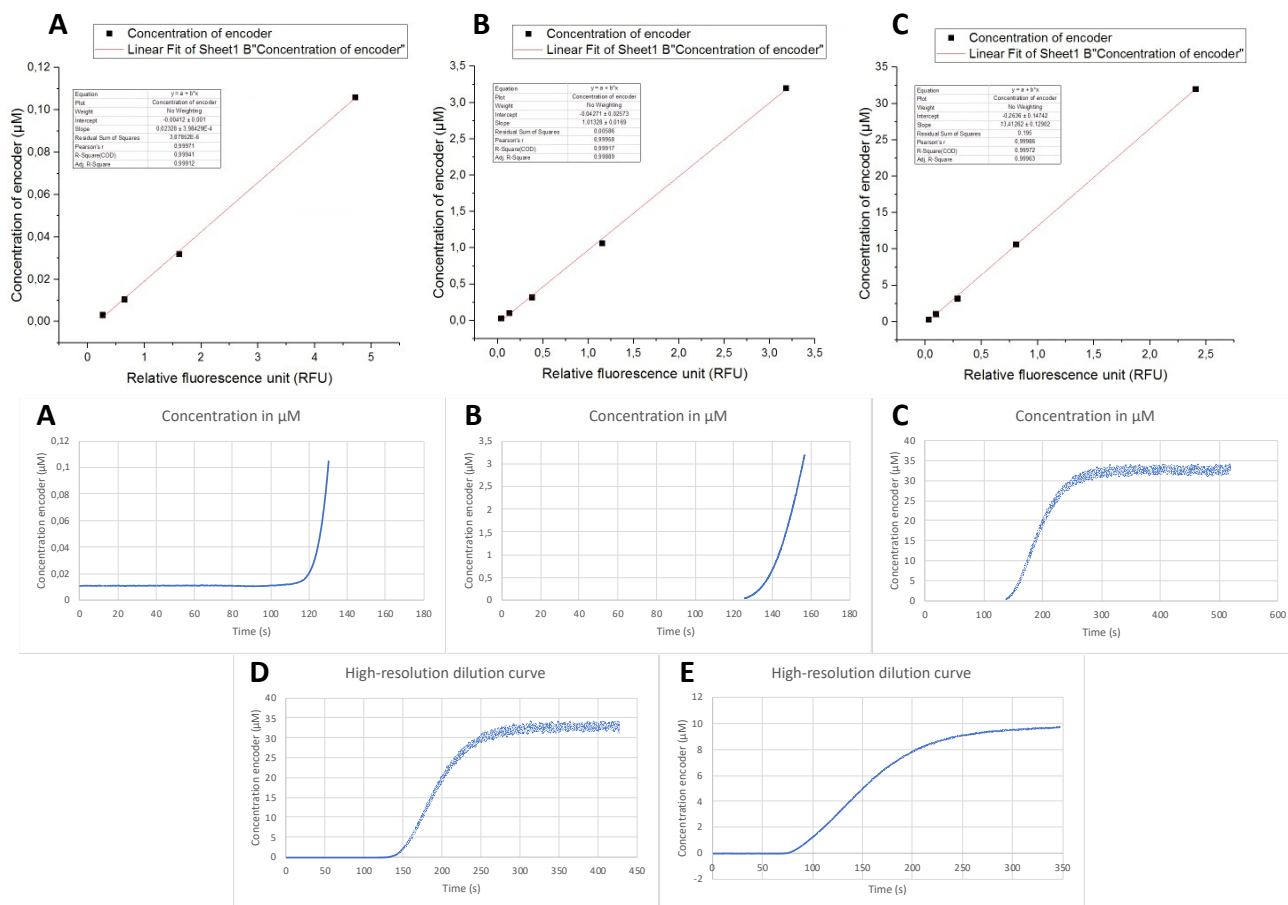 A
Concentration of encoder
Linear Fit of Sheet1 B"Concentration of encoder"
0,12
0,10
0,08
0,06
0,04
0,02
0,00
Concentration of encoder (µM)
Equation y = a + b*x
Plot Concentration of encoder
Weight No Weighting
Intercept -0.00412 ± 0.001
Slope 0,02328 ± 3,98429E-4
Residual Sum of Squares 3,87862E-6
Pearson's r 0,99971
R-Square(COD) 0,99941
Adj. R-Square 0,99912
0 1 2 3 4 5
Relative fluorescence unit (RFU)
B
Concentration of encoder
Linear Fit of Sheet1 B"Concentration of encoder"
3,5
3,0
2,5
2,0
1,5
1,0
0,5
0,0
Concentration of encoder (µM)
Equation y = a + b*x
Plot Concentration of encoder
Weight No Weighting
Intercept -0,04271 ± 0,02573
Slope 1,01328 ± 0,0169
Residual Sum of Squares 0,00586
Pearson's r 0,99958
R-Square(COD) 0,99917
Adj. R-Square 0,99889
0,0 0,5 1,0 1,5 2,0 2,5 3,0 3,5
Relative fluorescence unit (RFU)
C
Concentration of encoder
Linear Fit of Sheet1 B"Concentration of encoder"
35
30
25
20
15
10
5
0
Concentration of encoder (µM)
Equation y = a + b*x
Plot Concentration of encoder
Weight No Weighting
Intercept -0,2636 ± 0,14742
Slope 13,41262 ± 0,12902
Residual Sum of Squares 0,195
Pearson's r 0,99986
R-Square(COD) 0,99972
Adj. R-Square 0,99963
0,0 0,5 1,0 1,5 2,0 2,5
Relative fluorescence unit (RFU)
A
Concentration in µM
0,12
0,1
0,08
0,06
0,04
0,02
0
Concentration encoder (µM)
0 20 40 60 80 100 120 140 160 180
Time (s)
B
Concentration in µM
3,5
3
2,5
2
1,5
1
0,5
0
Concentration encoder (µM)
0 20 40 60 80 100 120 140 160 180
Time (s)
C
Concentration in µM
40
35
30
25
20
15
10
5
0
Concentration encoder (µM)
0 100 200 300 400 500 600
Time (s)
D
High-resolution dilution curve
40
35
30
25
20
15
10
5
0
Concentration encoder (µM)
0 50 100 150 200 250 300 350 400 450
Time (s)
E
High-resolution dilution curve
12
10
8
6
4
2
0
-2
Concentration encoder (µM)
0 50 100 150 200 250 300 350
Time (s)